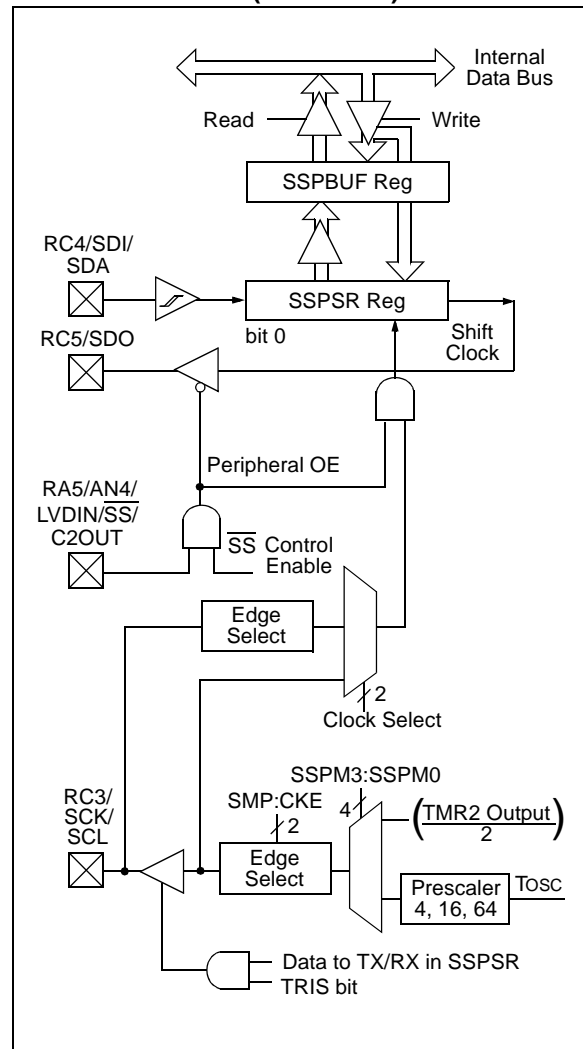 Internal
Data Bus
Read
Write
SSPBUF Reg
RC4/SDI/
SDA
SSPSR Reg
bit 0
Shift
Clock
RC5/SDO
Peripheral OE
RA5/AN4/
LVDIN/SS/
C2OUT
SS Control
Enable
Edge
Select
2
Clock Select
SSPM3:SSPM0
SMP:CKE
4
2
(TMR2 Output
2)
RC3/
SCK/
SCL
Edge
Select
Prescaler
4, 16, 64
TOSC
Data to TX/RX in SSPSR
TRIS bit